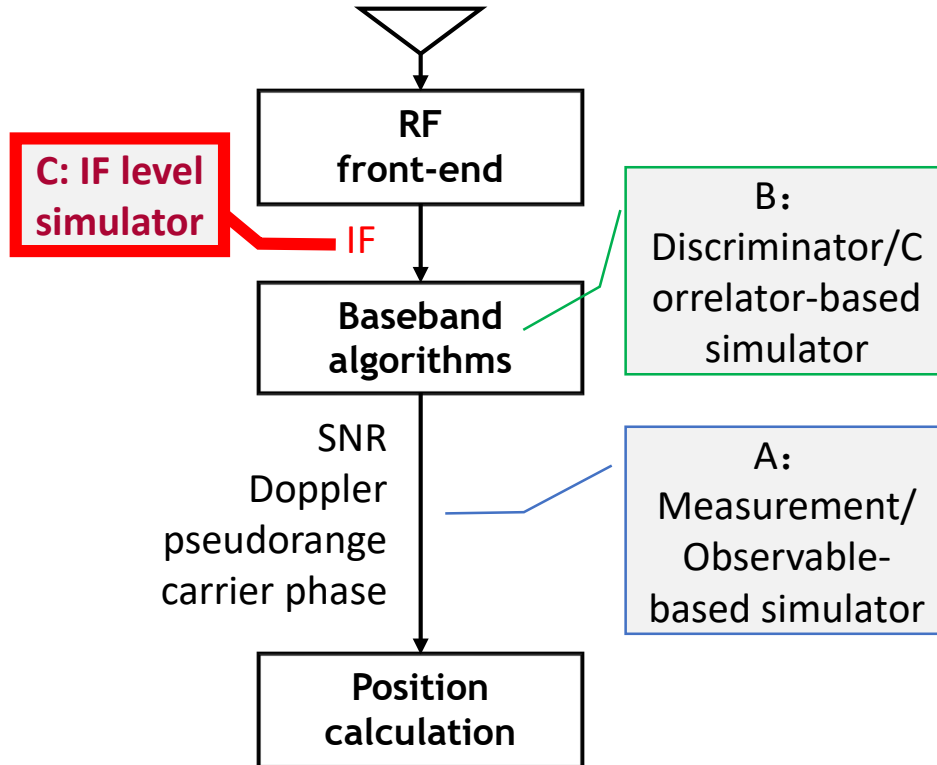 RF
front-end
C: IF level
simulator
IF
B：
Discriminator/C
orrelator-based
simulator
Baseband
algorithms
SNR
Doppler
pseudorange
carrier phase
A：
Measurement/
Observable-
based simulator
Position
calculation